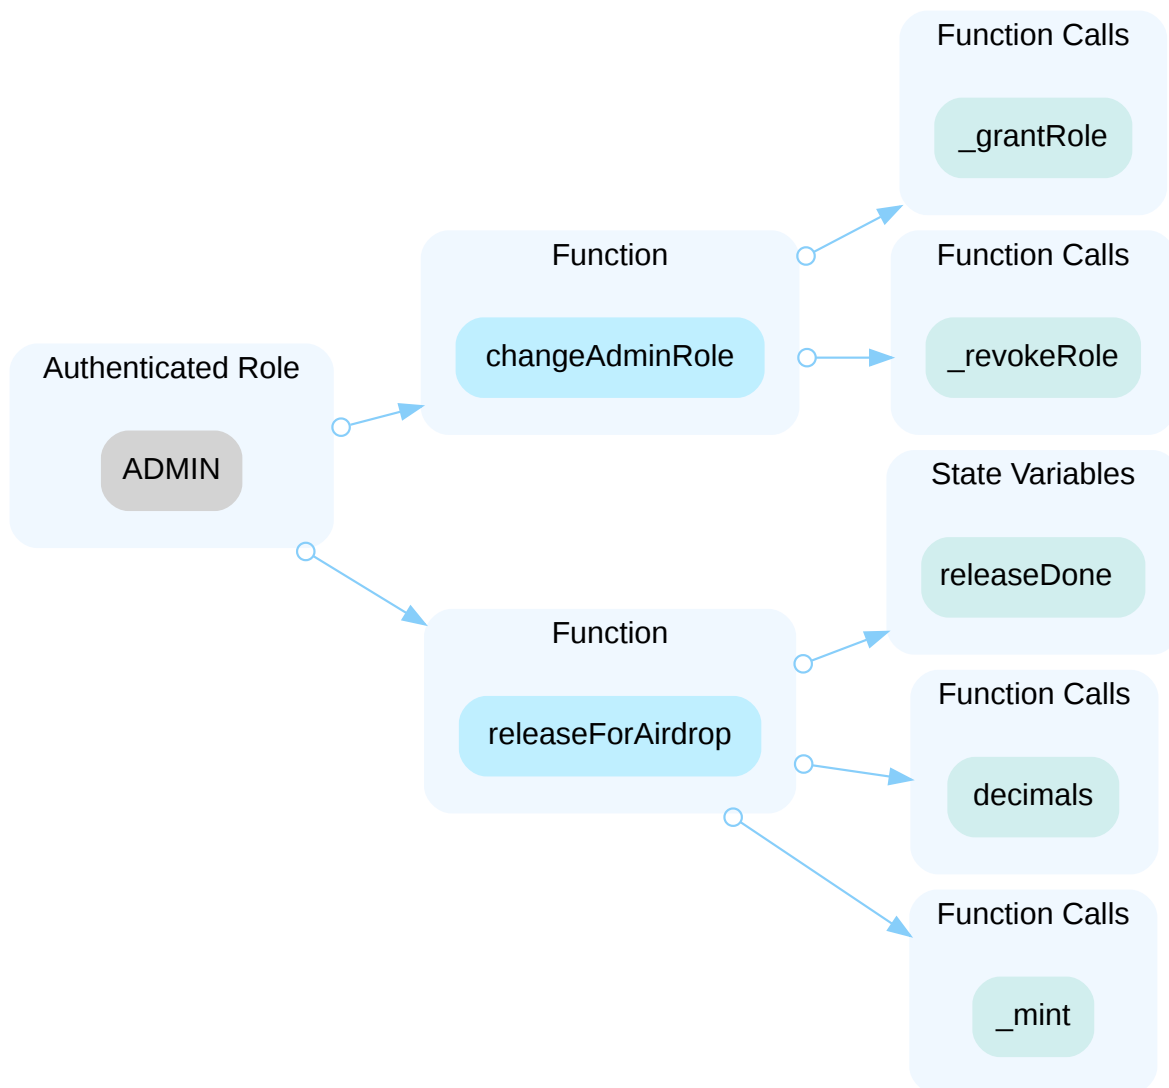 Function Calls
_grantRole
Function
changeAdminRole
Function Calls
_revokeRole
Authenticated Role
ADMIN
State Variables
releaseDone
Function
releaseForAirdrop
Function Calls
decimals
Function Calls
_mint